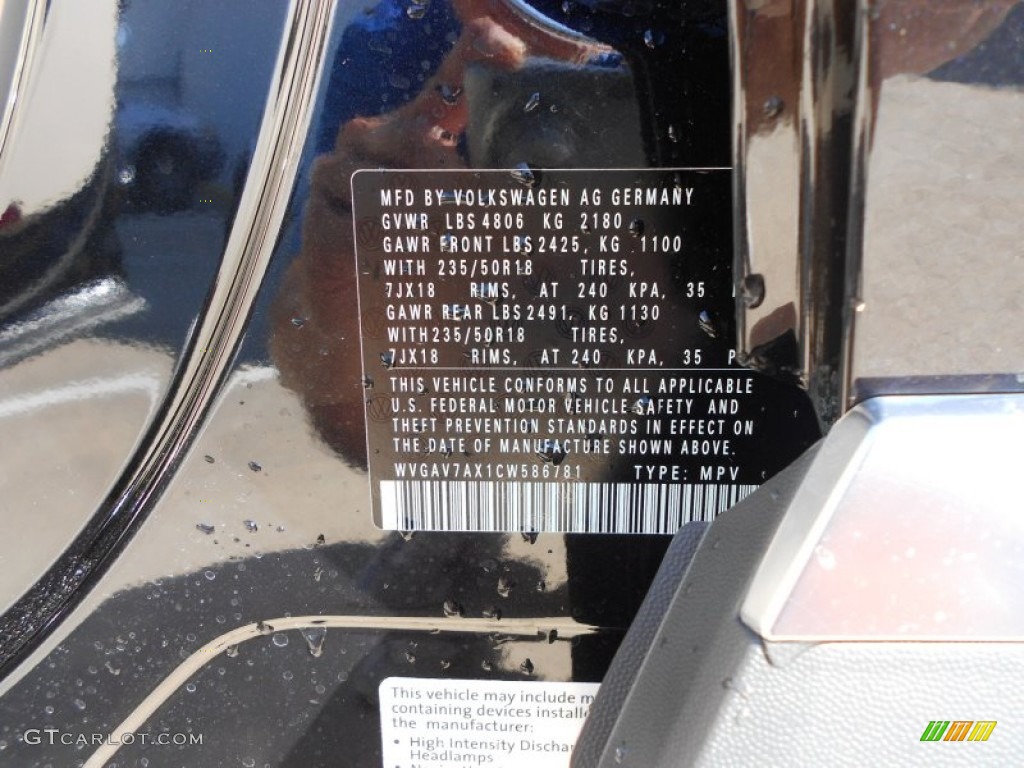 MFD BY VOLKSWAGEN AG GERMANY
GVWR LBS 4806 KG 2180
GAWR FRONT LBS 2425, KG 1100
WITH 235/50R18 TIRES,
7JX18 RIMS, AT 240 KPA, 35
GAWR REAR LBS 2491, KG 1130
WITH 235/50R18 TIRES,
7JX18 RIMS, AT 240 KPA, 35 P
THIS VEHICLE CONFORMS TO ALL APPLICABLE
U.S. FEDERAL MOTOR VEHICLE SAFETY AND
THEFT PREVENTION STANDARDS IN EFFECT ON
THE DATE OF MANUFACTURE SHOWN ABOVE.
WVGAV7AX1CW586781 TYPE: MPV
This vehicle may include
containing devices installe
the manufacturer:
• High Intensity Dischar
Headlamps
GTCARLOT.COM